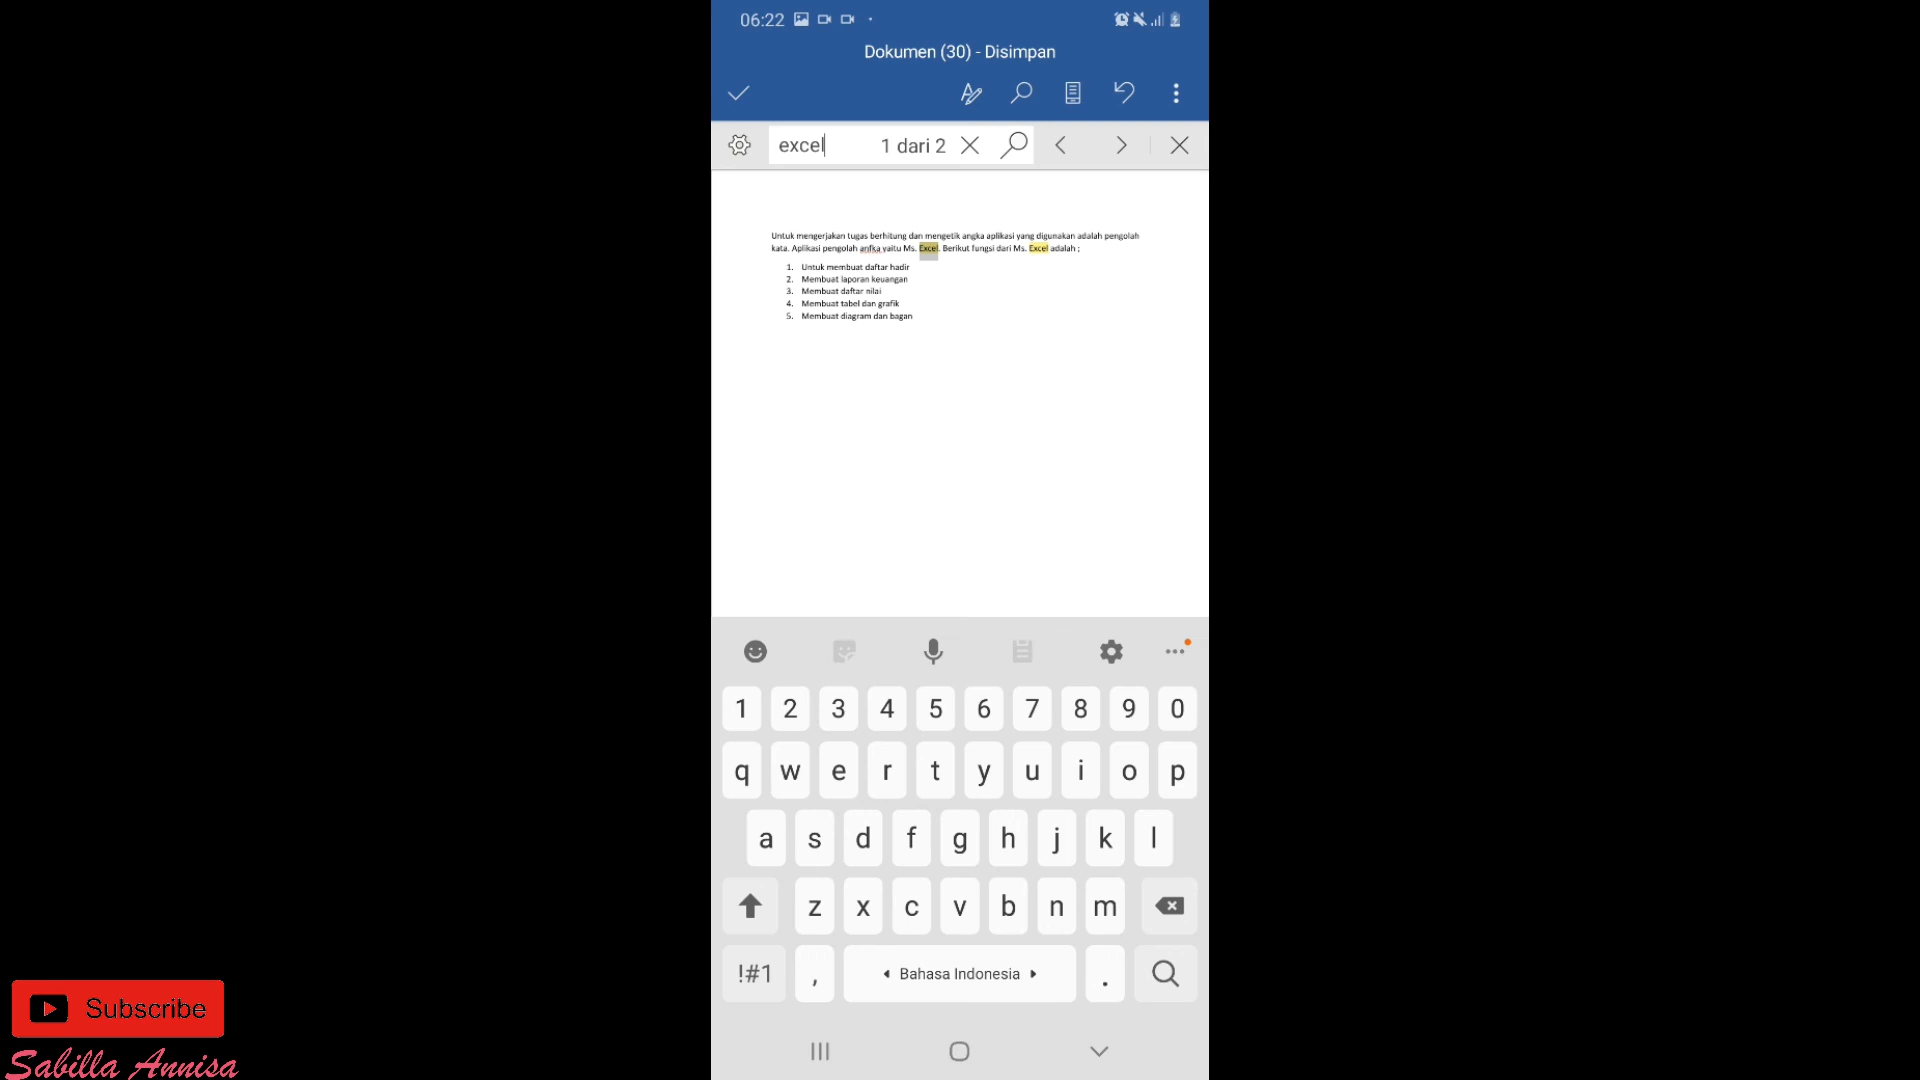 06:22
Dokumen (30) - Disimpan
excel 1 dari 2
Untuk mengerjakan tugas berhitung dan mengetik angka aplikasi yang digunakan adalah pengolah
kata. Aplikasi pengolah anfka yaitu Ms. Excel. Berikut fungsi dari Ms. Excel adalah ;
1. Untuk membuat daftar hadir
2. Membuat laporan keuangan
3. Membuat daftar nilai
4. Membuat tabel dan grafik
5. Membuat diagram dan bagan
1 2 3 4 5 6 7 8 9 0
q w e r t y u i o p
a s d f g h j k l
z x c v b n m
!#1 , Bahasa Indonesia .
Subscribe
Sabilla Annisa